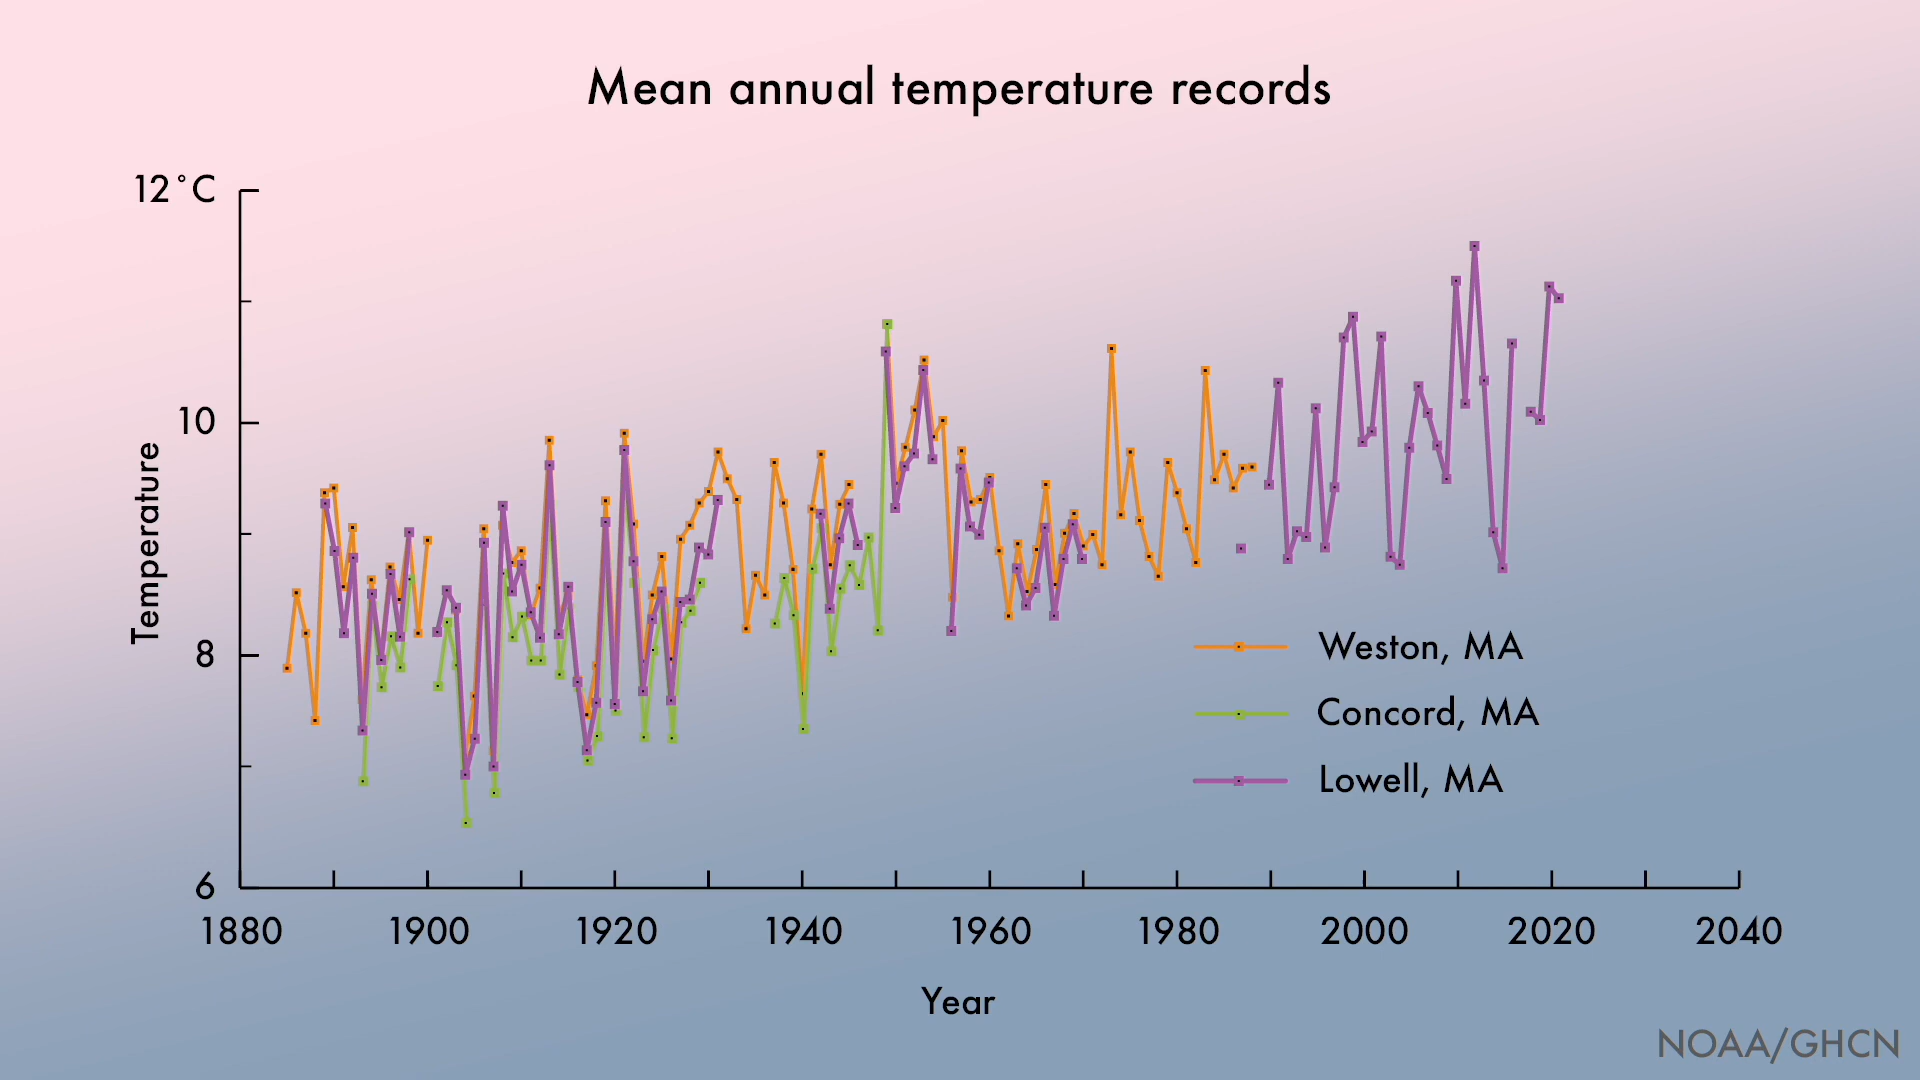 Mean annual temperature records
12°C
10
8
6
Temperature
Weston, MA
Concord, MA
Lowell, MA
1880 1900 1920 1940 1960 1980 2000 2020 2040
Year
NOAA/GHCN